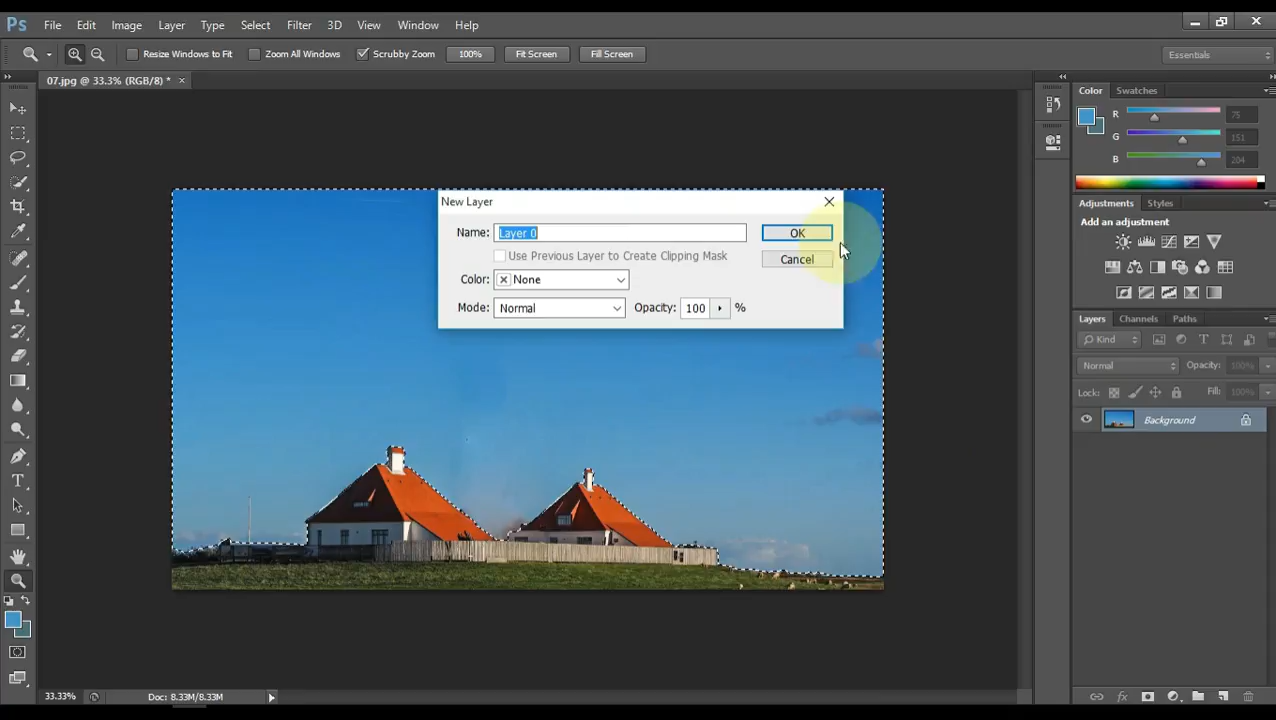 Ps File Edit Image Layer Type Select Filter 3D View Window Help
Resize Windows to Fit Zoom All Windows Scrubby Zoom 100% Fit Screen Fill Screen Essentials
07.jpg @ 33.3% (RGB/8) *
New Layer
Name: Layer 0 OK
Use Previous Layer to Create Clipping Mask Cancel
Color: None
Mode: Normal Opacity: 100 %
Color Swatches
R 75
G 151
B 204
Adjustments Styles
Add an adjustment
Layers Channels Paths
Kind
Normal Opacity: 100%
Lock: Fill: 100%
Background
33.33% Doc: 8.33M/8.33M